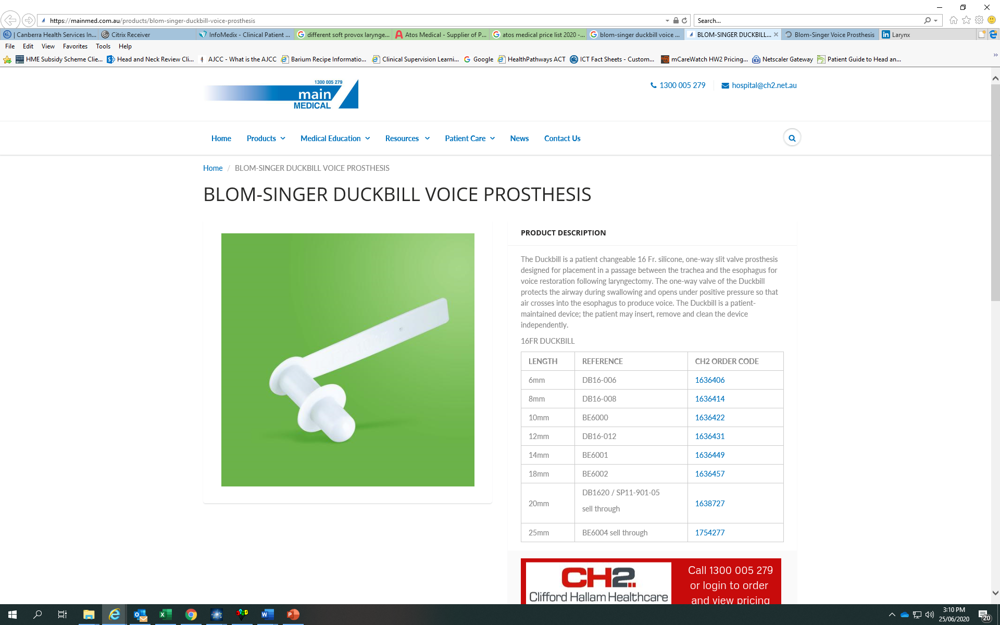 https://mainmed.com.au/products/blom-singer-duckbill-voice-prosthesis
Search...
| Canberra Health Services In...
Citrix Receiver
InfoMedix - Clinical Patient ...
different soft provox larynge...
Atos Medical - Supplier of P...
atos medical price list 2020 -...
blom-singer duckbill voice ...
BLOM-SINGER DUCKBILL...
Blom-Singer Voice Prosthesis
Larynx
File Edit View Favorites Tools Help
HME Subsidy Scheme Clie...
Head and Neck Review Cli...
AJCC - What is the AJCC
Barium Recipe Informatio...
Clinical Supervision Learni...
Google
HealthPathways ACT
ICT Fact Sheets - Custom...
mCareWatch HW2 Pricing...
Netscaler Gateway
Patient Guide to Head an...
1300 005 279
main
MEDICAL
1300 005 279
hospital@ch2.net.au
Home Products Medical Education Resources Patient Care News Contact Us
Home / BLOM-SINGER DUCKBILL VOICE PROSTHESIS
BLOM-SINGER DUCKBILL VOICE PROSTHESIS
PRODUCT DESCRIPTION
The Duckbill is a patient changeable 16 Fr. silicone, one-way slit valve prosthesis
designed for placement in a passage between the trachea and the esophagus for
voice restoration following laryngectomy. The one-way valve of the Duckbill
protects the airway during swallowing and opens under positive pressure so that
air crosses into the esophagus to produce voice. The Duckbill is a patient-
maintained device; the patient may insert, remove and clean the device
independently.
16FR DUCKBILL
LENGTH REFERENCE CH2 ORDER CODE
6mm DB16-006 1636406
8mm DB16-008 1636414
10mm BE6000 1636422
12mm DB16-012 1636431
14mm BE6001 1636449
18mm BE6002 1636457
20mm DB1620 / SP11-901-05 1638727
sell through
25mm BE6004 sell through 1754277
CH2..
Clifford Hallam Healthcare
Call 1300 005 279
or login to order
and view pricing
3:10 PM
25/06/2020
20